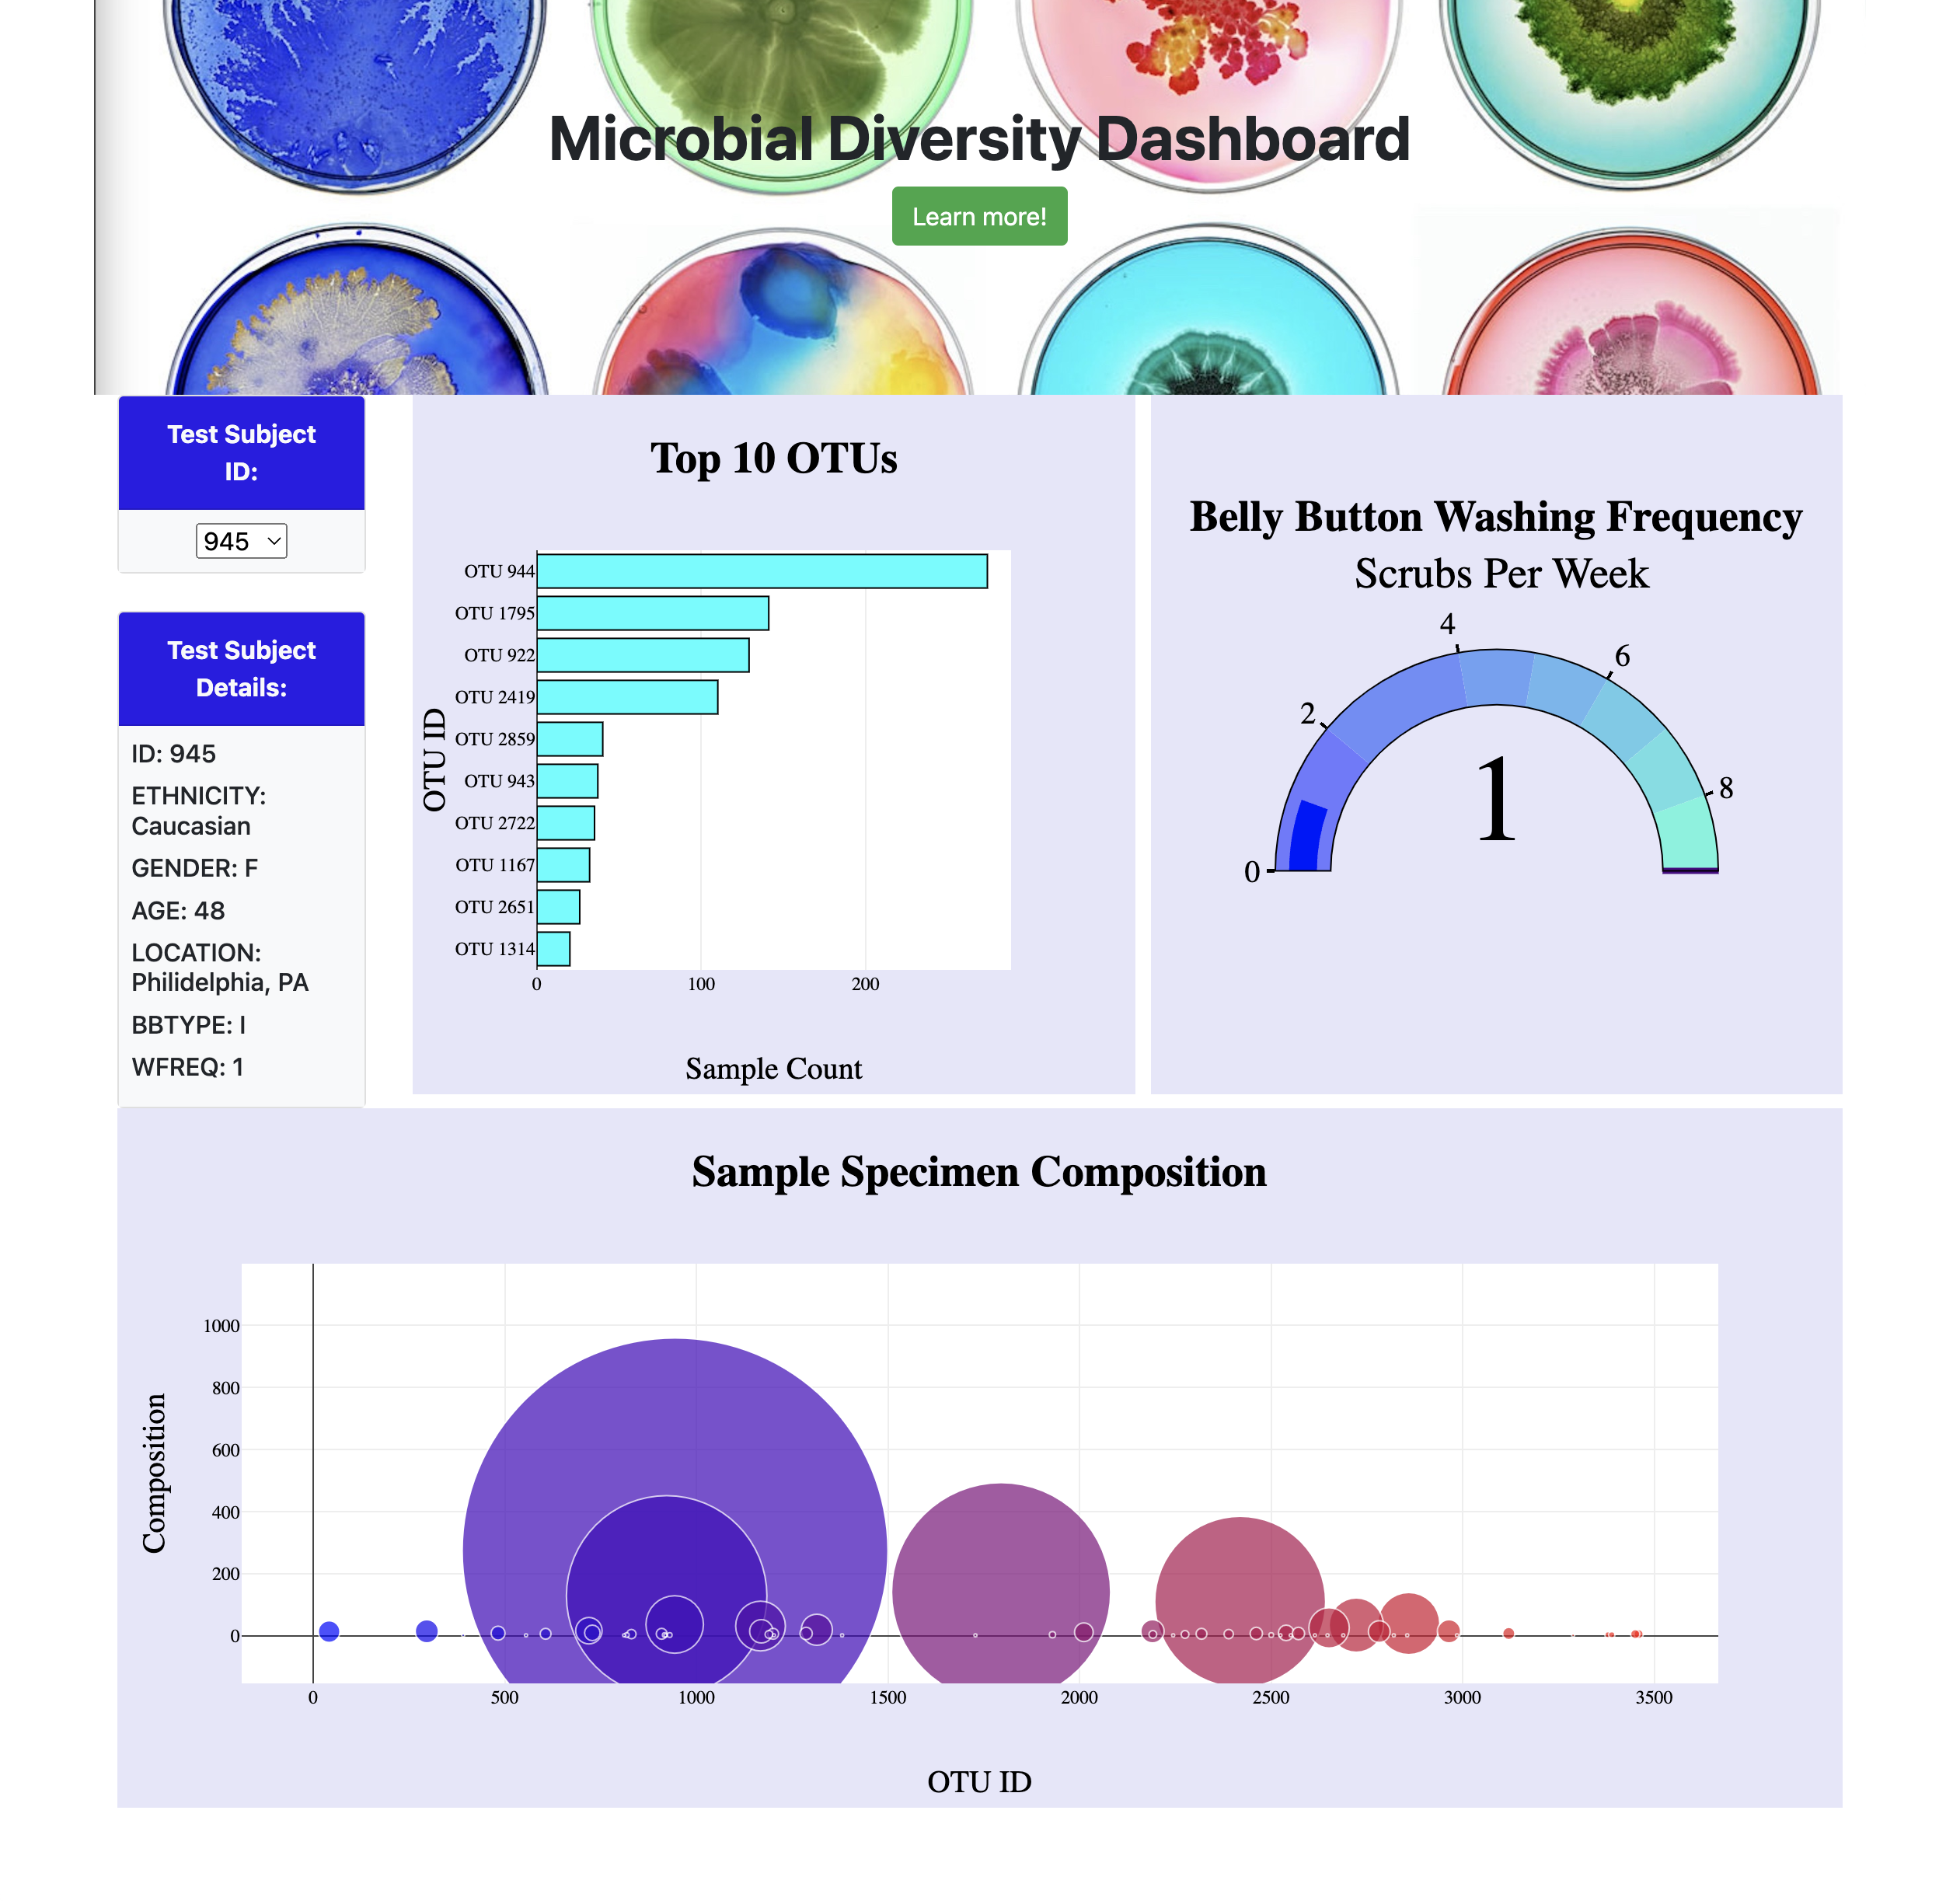 Microbial Diversity Dashboard
Learn more!
Test Subject
ID:
945
Test Subject
Details:
ID: 945
ETHNICITY:
Caucasian
GENDER: F
AGE: 48
LOCATION:
Philidelphia, PA
BBTYPE: I
WFREQ: 1
Top 10 OTUs
OTU ID
OTU 944
OTU 1795
OTU 922
OTU 2419
OTU 2859
OTU 943
OTU 2722
OTU 1167
OTU 2651
OTU 1314
0 100 200
Sample Count
Belly Button Washing Frequency
Scrubs Per Week
0
2
4
6
8
1
Sample Specimen Composition
Composition
1000
800
600
400
200
0
0 500 1000 1500 2000 2500 3000 3500
OTU ID